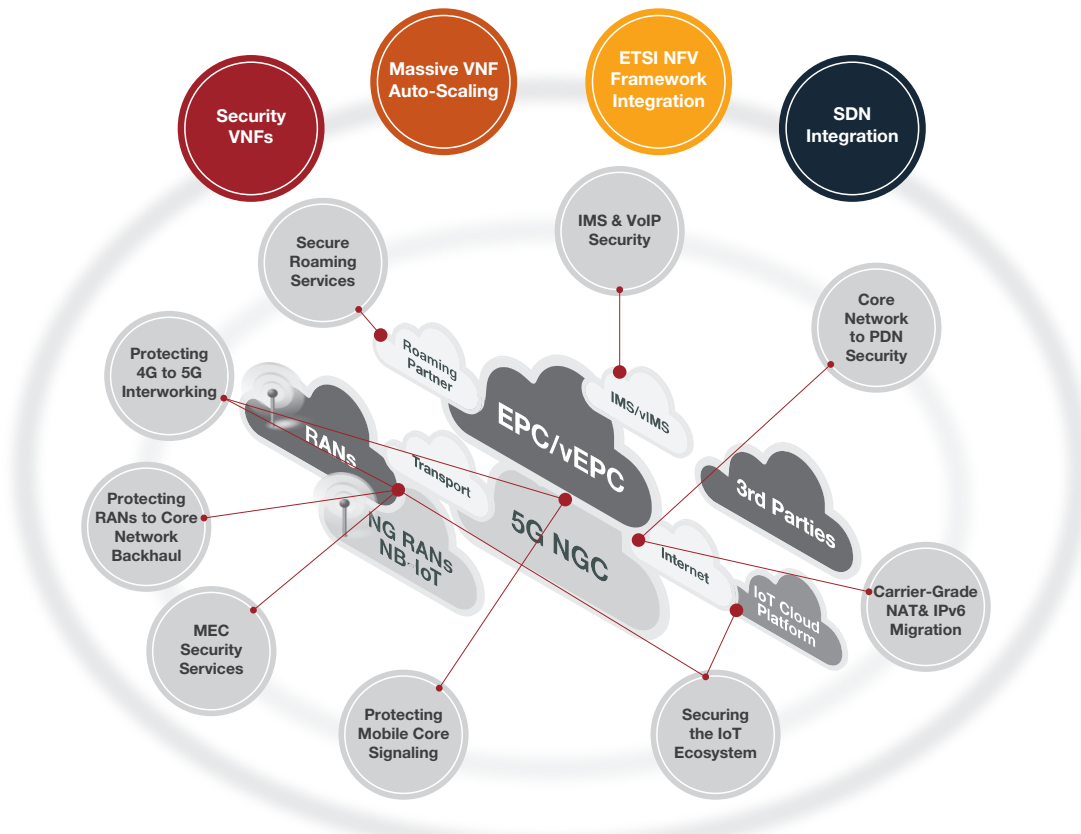 Security
VNFs
Massive VNF
Auto-Scaling
ETSI NFV
Framework
Integration
SDN
Integration
Secure
Roaming
Services
IMS & VoIP
Security
Core
Network
to PDN
Security
Protecting
4G to 5G
Interworking
Roaming
Partner
IMS/vIMS
EPC/vEPC
RANs
Transport
3rd Parties
Protecting
RANs to Core
Network
Backhaul
NG RANs
NB-IoT
5G NGC
Internet
IoT Cloud
Platform
Carrier-Grade
NAT& IPv6
Migration
MEC
Security
Services
Protecting
Mobile Core
Signaling
Securing
the IoT
Ecosystem